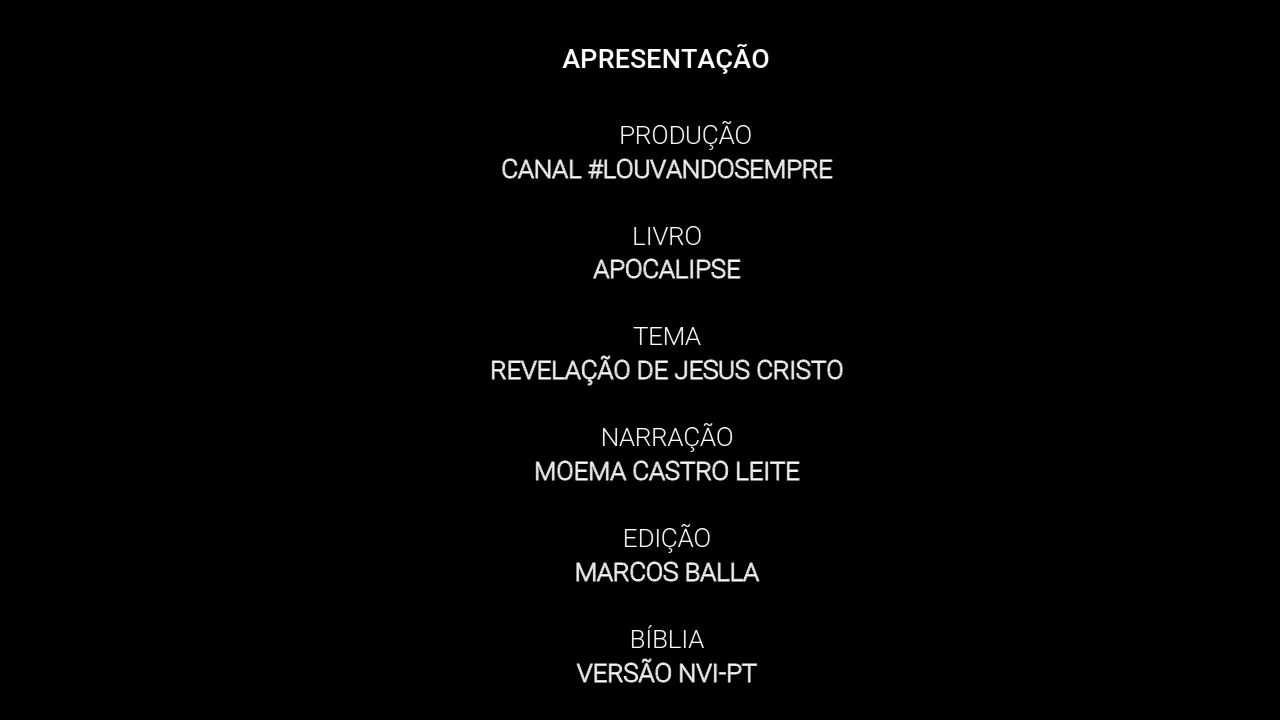 APRESENTAÇÃO
PRODUÇÃO
CANAL #LOUVANDOSEMPRE
LIVRO
APOCALIPSE
TEMA
REVELAÇÃO DE JESUS CRISTO
NARRAÇÃO
MOEMA CASTRO LEITE
EDIÇÃO
MARCOS BALLA
BÍBLIA
VERSÃO NVI-PT